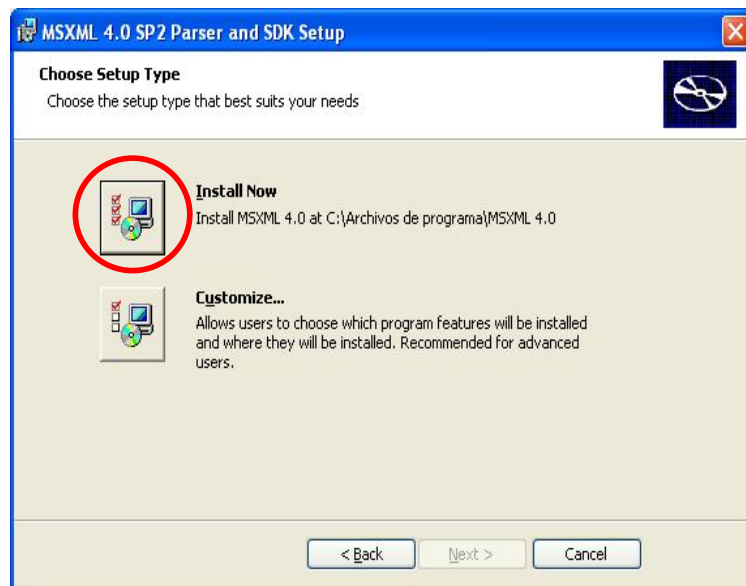 MSXML 4.0 SP2 Parser and SDK Setup
Choose Setup Type
Choose the setup type that best suits your needs
Install Now
Install MSXML 4.0 at C:\Archivos de programa\MSXML 4.0
Customize...
Allows users to choose which program features will be installed
and where they will be installed. Recommended for advanced
users.
< Back Next > Cancel